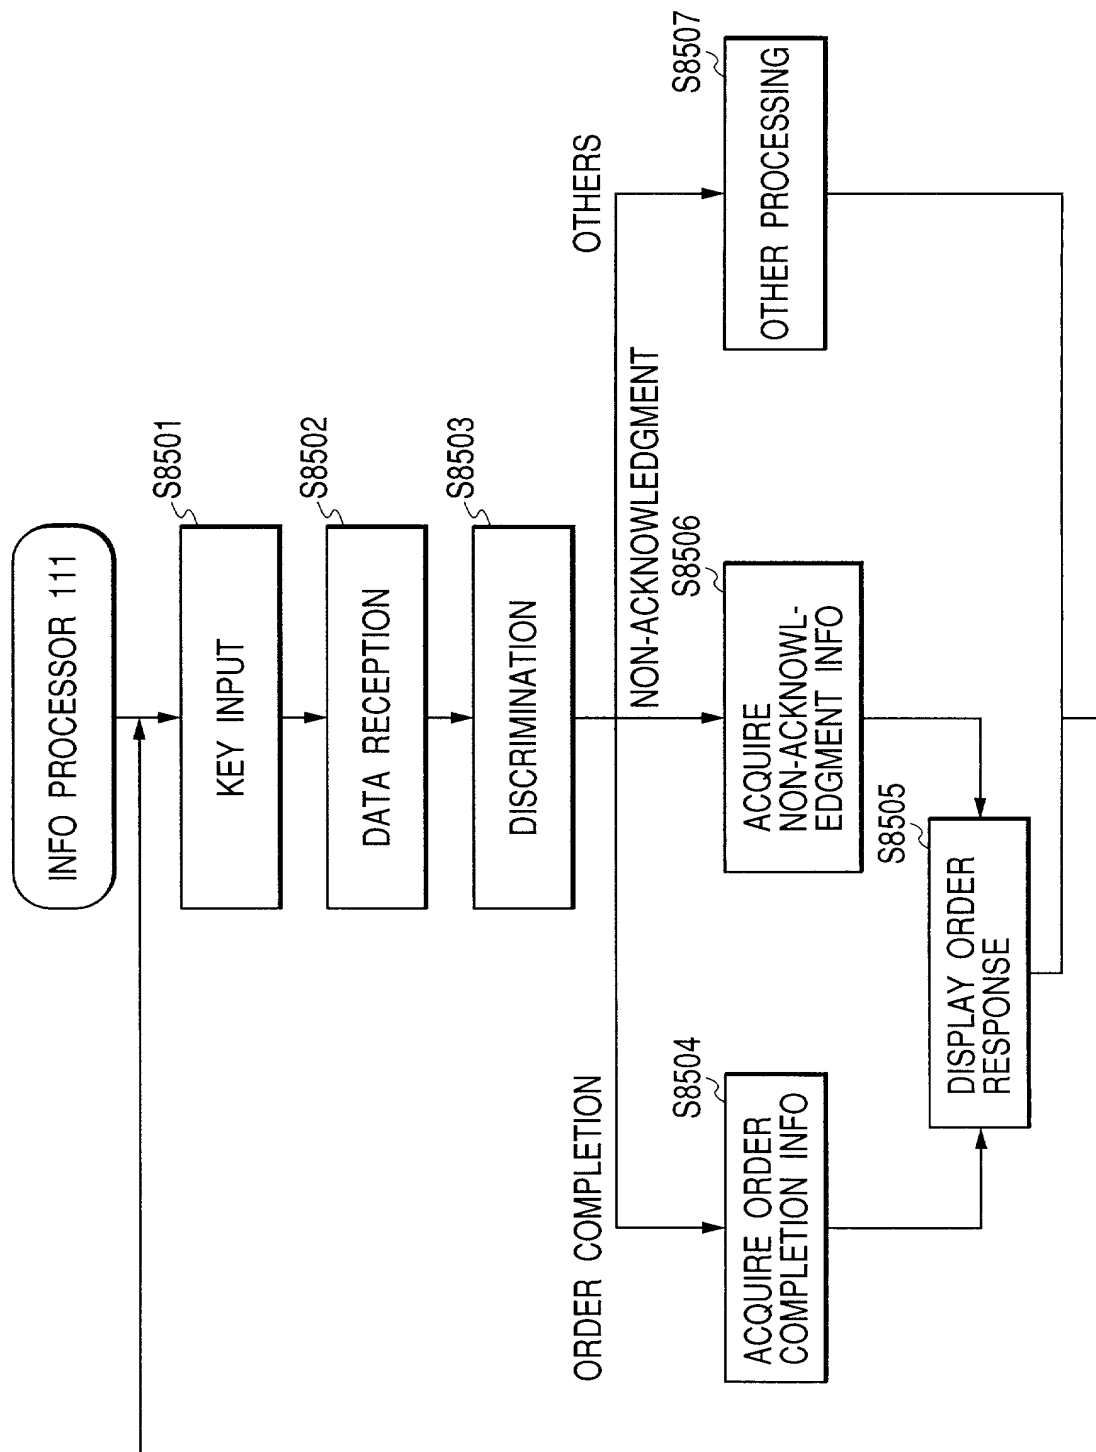 INFO PROCESSOR 111
S8501
KEY INPUT
S8502
DATA RECEPTION
S8503
DISCRIMINATION
ORDER COMPLETION
NON-ACKNOWLEDGMENT
OTHERS
S8504
ACQUIRE ORDER
COMPLETION INFO
S8506
ACQUIRE
NON-ACKNOWL-
EDGMENT INFO
S8507
OTHER PROCESSING
S8505
DISPLAY ORDER
RESPONSE